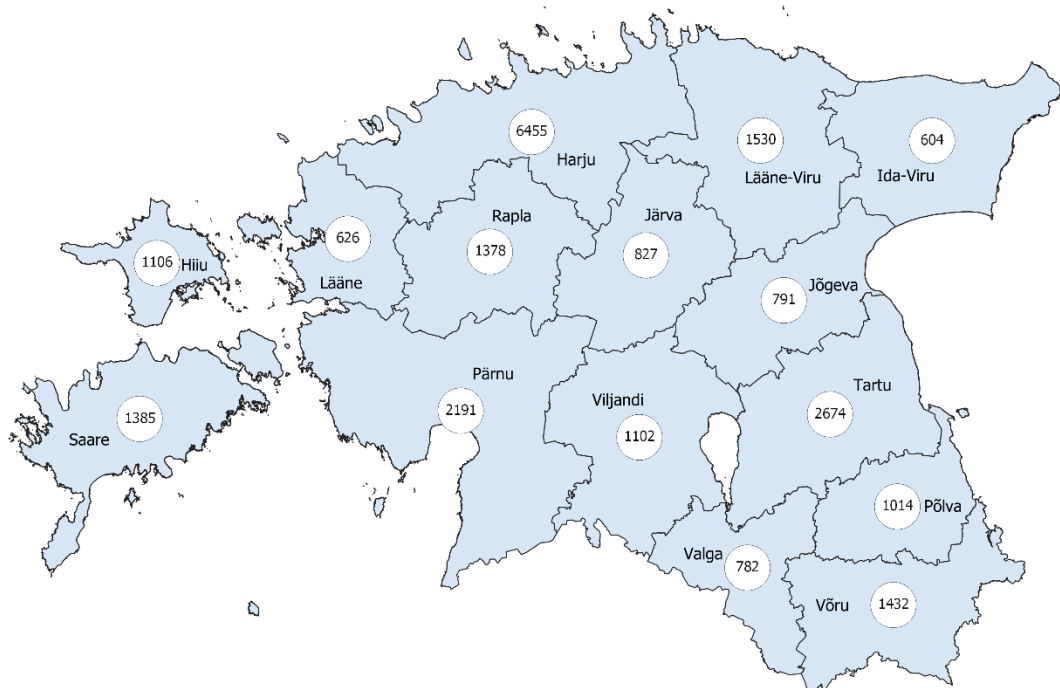 6455
Harju
1530
Lääne-Viru
604
Ida-Viru
626
Lääne
Rapla
1378
Järva
827
1106
Hiiu
Jõgeva
791
1385
Saare
Pärnu
2191
Viljandi
1102
Tartu
2674
1014
Põlva
Valga
782
Võru
1432